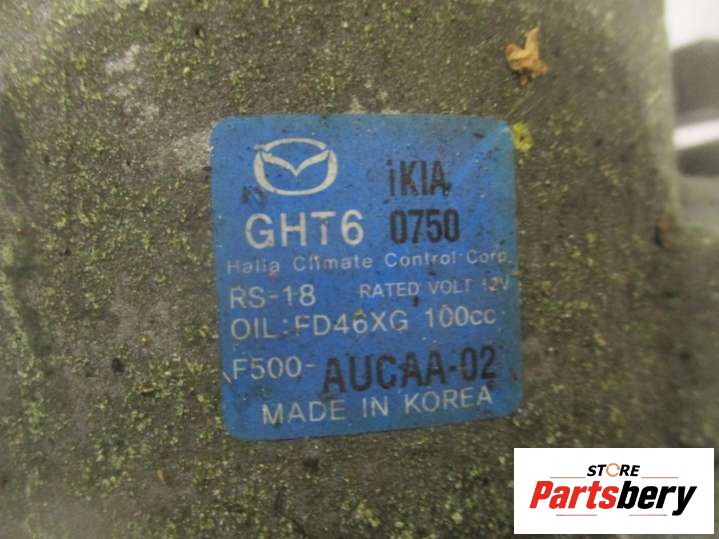 1KIA
GHT6 0750
Halla Climate Control Corp.
RS-18 RATED VOLT 12V
OIL:FD46XG 100cc
F500-AUCAA-02
MADE IN KOREA
STORE
Partsbery